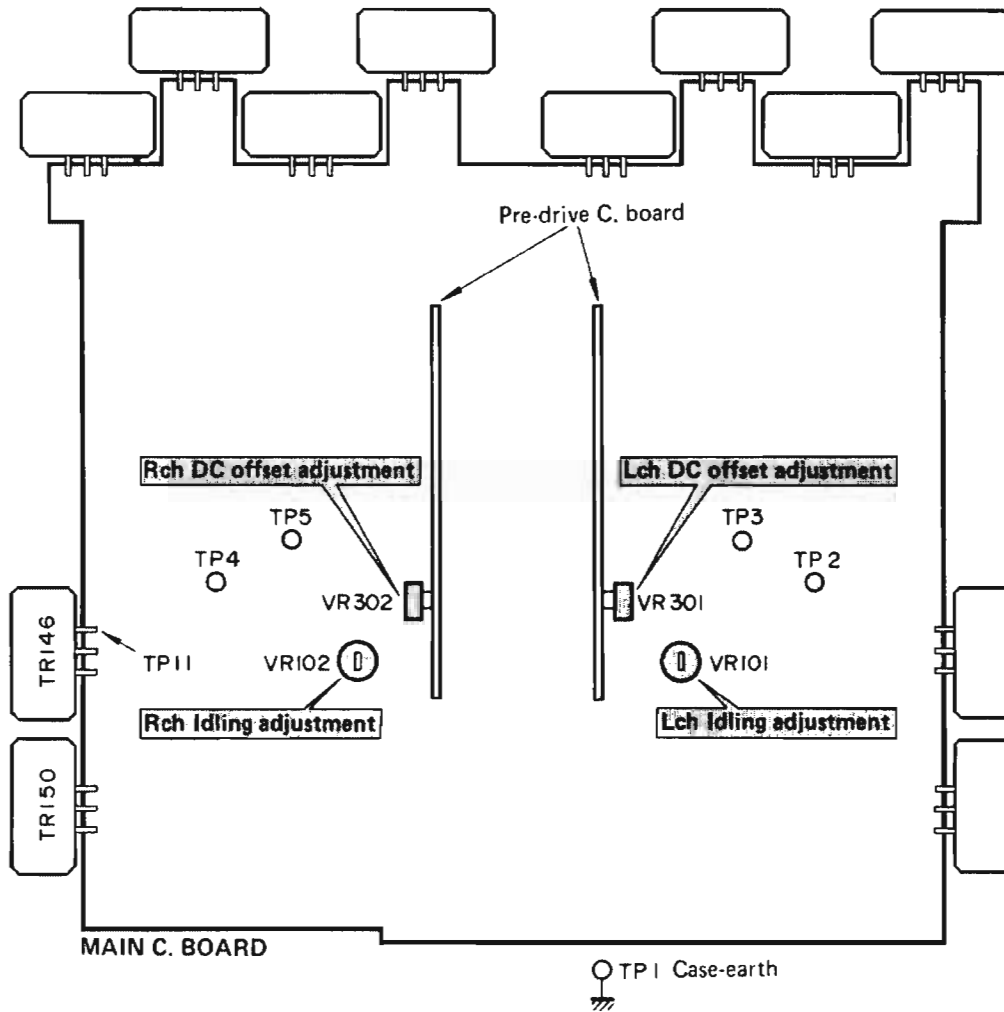 Pre-drive C. board
Rch DC offset adjustment
Lch DC offset adjustment
TP5
TP3
TP4
TP2
VR302
VR301
TR146
TP11
VR102
VR101
Rch Idling adjustment
Lch Idling adjustment
TR150
MAIN C. BOARD
TP1 Case-earth